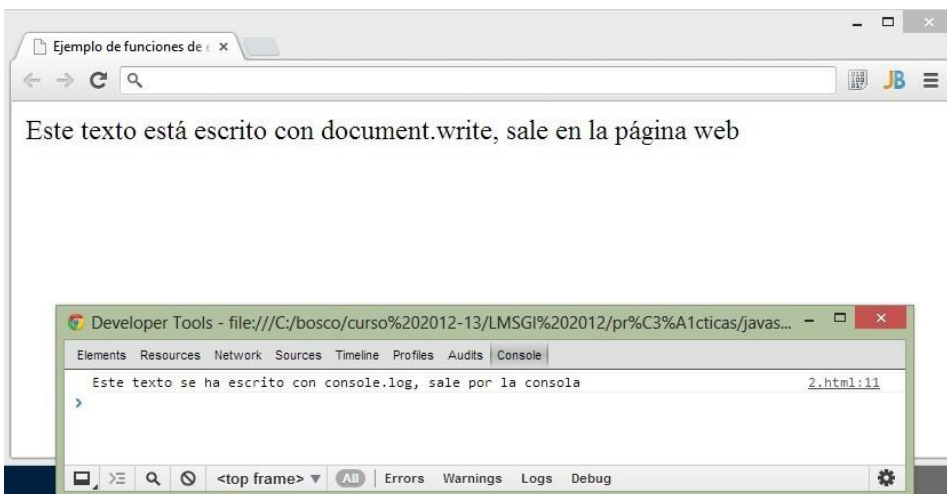 Ejemplo de funciones de e
JB
Este texto está escrito con document.write, sale en la página web
Developer Tools - file:///C:/bosco/curso%202012-13/LMSGI%202012/pr%C3%A1cticas/javas...
Elements Resources Network Sources Timeline Profiles Audits Console
Este texto se ha escrito con console.log, sale por la consola 2.html:11
<top frame> All Errors Warnings Logs Debug